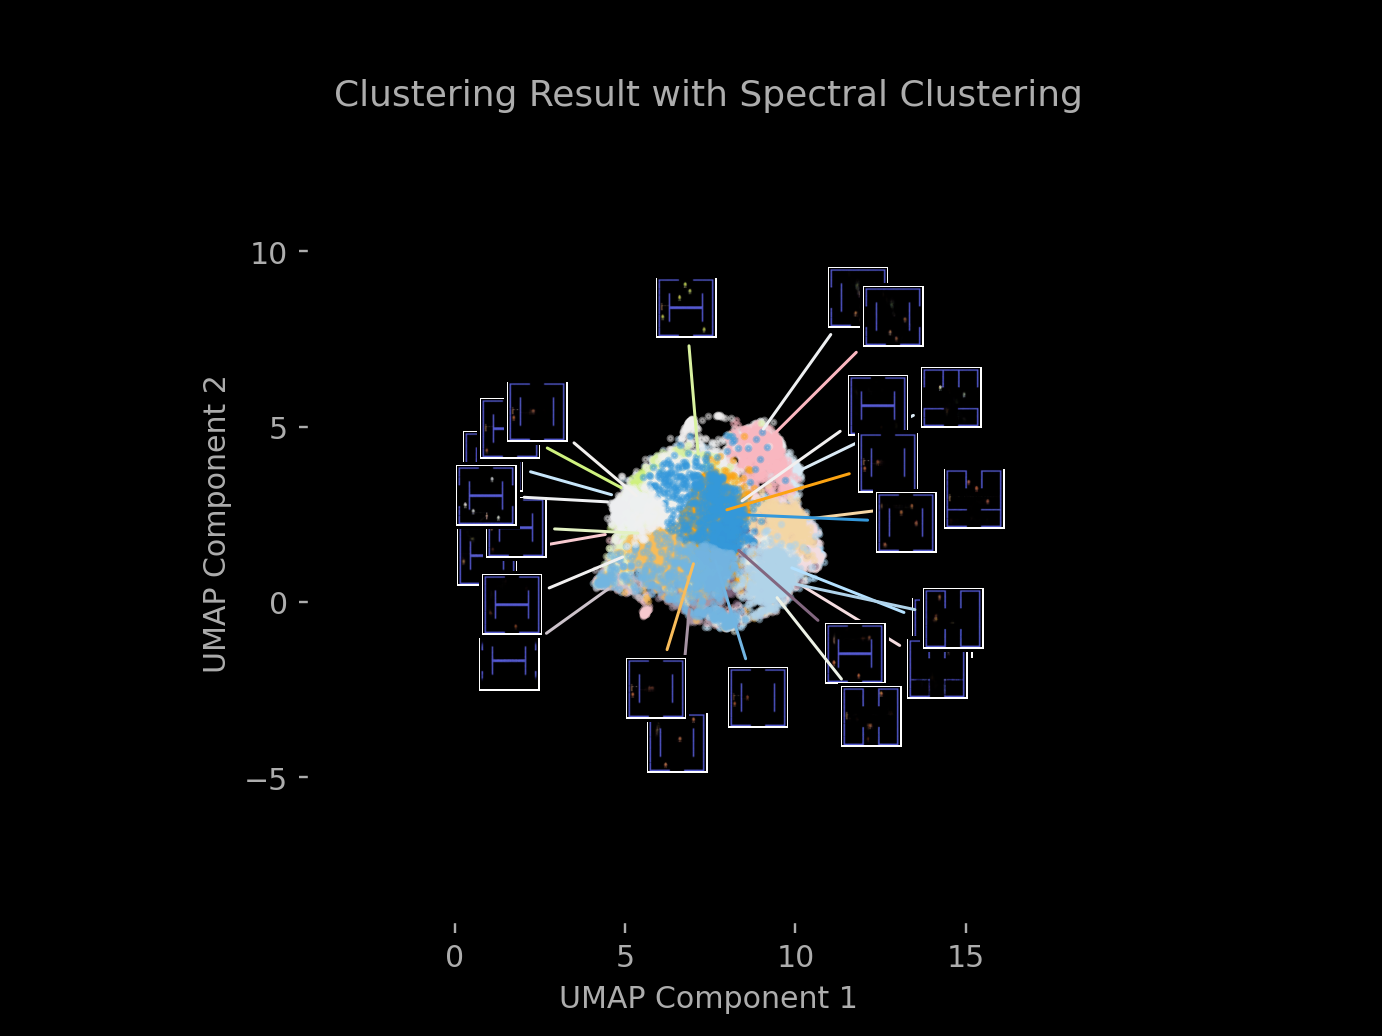 Clustering Result with Spectral Clustering
10
5
0
−5
UMAP Component 2
0 5 10 15
UMAP Component 1